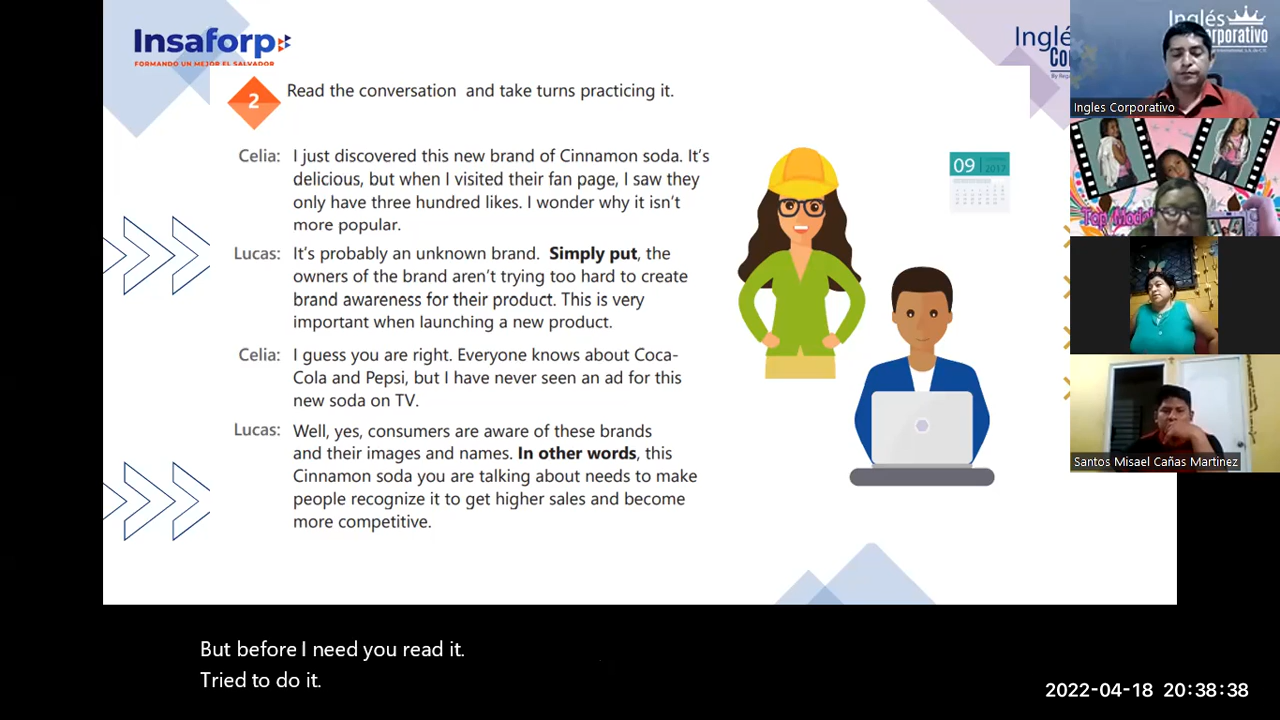 Insaforp
FORMANDO UN MEJOR EL SALVADOR
2
Read the conversation and take turns practicing it.
Celia: I just discovered this new brand of Cinnamon soda. It's
delicious, but when I visited their fan page, I saw they
only have three hundred likes. I wonder why it isn't
more popular.
Lucas: It's probably an unknown brand. Simply put, the
owners of the brand aren't trying too hard to create
brand awareness for their product. This is very
important when launching a new product.
Celia: I guess you are right. Everyone knows about Coca-
Cola and Pepsi, but I have never seen an ad for this
new soda on TV.
Lucas: Well, yes, consumers are aware of these brands
and their images and names. In other words, this
Cinnamon soda you are talking about needs to make
people recognize it to get higher sales and become
more competitive.
09
2017
Inglés
Ingles Corporativo
Top Model
Santos Misael Cañas Martinez
But before I need you read it.
Tried to do it.
2022-04-18 20:38:38